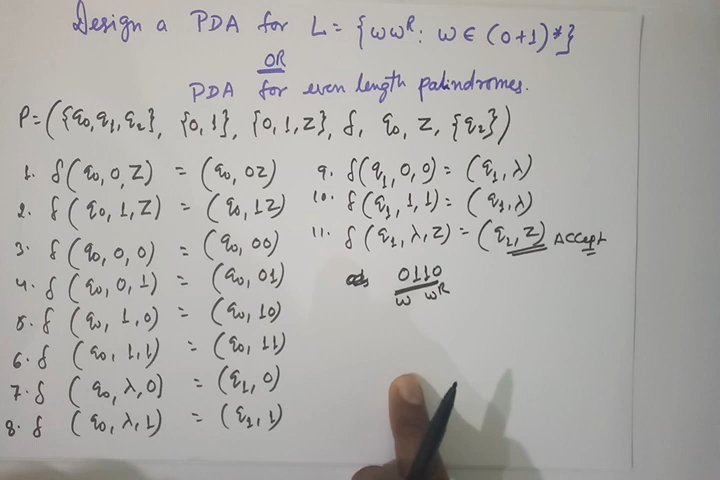 Design a PDA for L = {ωω^R : ω ∈ (0+1)*}
OR
PDA for even length palindromes.
P = ({q₀,q₁,q₂}, {0,1}, {0,1,Z}, δ, q₀, Z, {q₂})
1. δ(q₀, 0, Z) = (q₀, 0Z)
2. δ(q₀, 1, Z) = (q₀, 1Z)
3. δ(q₀, 0, 0) = (q₀, 00)
4. δ(q₀, 0, 1) = (q₀, 01)
5. δ(q₀, 1, 0) = (q₀, 10)
6. δ(q₀, 1, 1) = (q₀, 11)
7. δ(q₀, λ, 0) = (q₁, 0)
8. δ(q₀, λ, 1) = (q₁, 1)
9. δ(q₁, 0, 0) = (q₁, λ)
10. δ(q₁, 1, 1) = (q₁, λ)
11. δ(q₁, λ, Z) = (q₂, Z) Accept
0110
ω ω^R